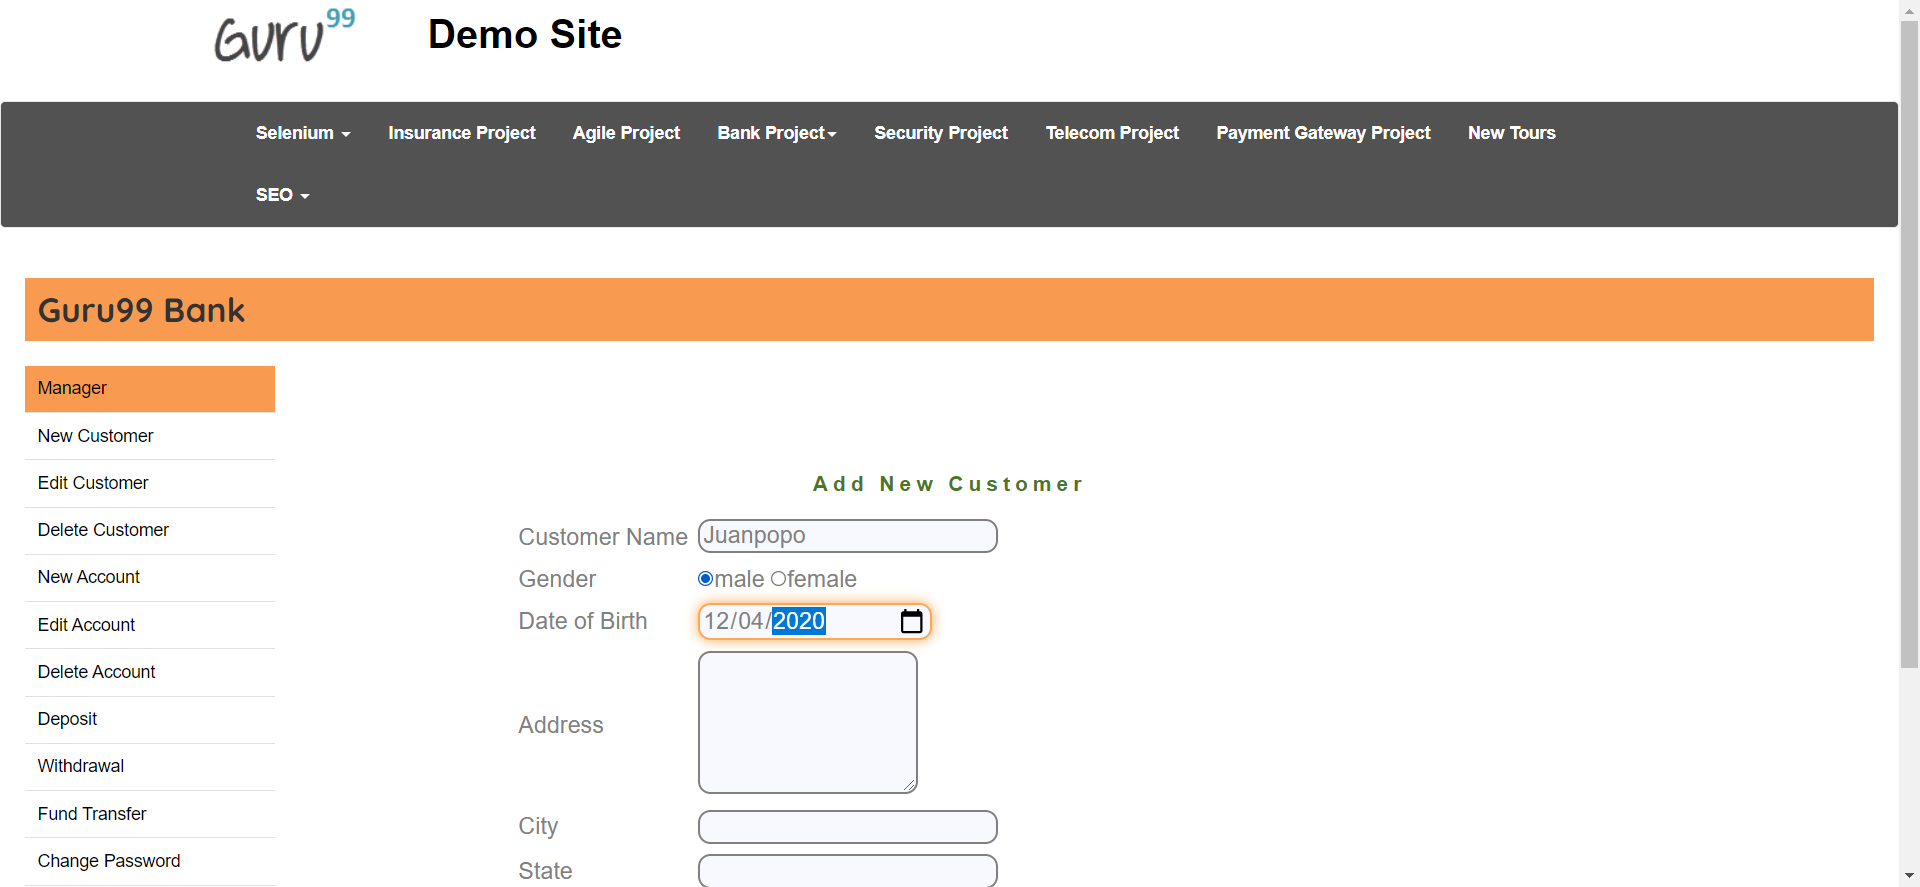 Guru99
Demo Site
Selenium Insurance Project Agile Project Bank Project Security Project Telecom Project Payment Gateway Project New Tours
SEO
Guru99 Bank
Manager
New Customer
Edit Customer
Delete Customer
New Account
Edit Account
Delete Account
Deposit
Withdrawal
Fund Transfer
Change Password
Add New Customer
Customer Name Juanpopo
Gender male female
Date of Birth 12/04/2020
Address
City
State